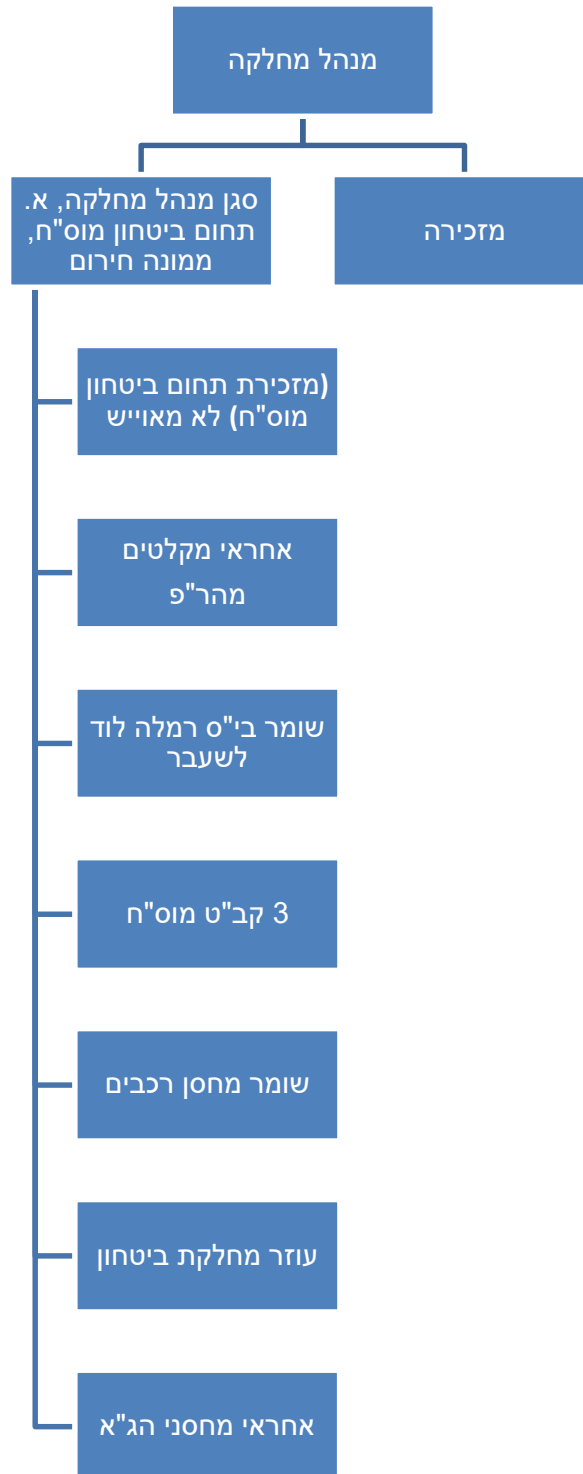 מנהל מחלקה
מזכירה
סגן מנהל מחלקה, א.
תחום ביטחון מוס"ח,
ממונה חירום
(מזכירת תחום ביטחון
מוס"ח) לא מאוייש
אחראי מקלטים
מהר"פ
שומר בי"ס רמלה לוד
לשעבר
3 קב"ט מוס"ח
שומר מחסן רכבים
עוזר מחלקת ביטחון
אחראי מחסני הג"א